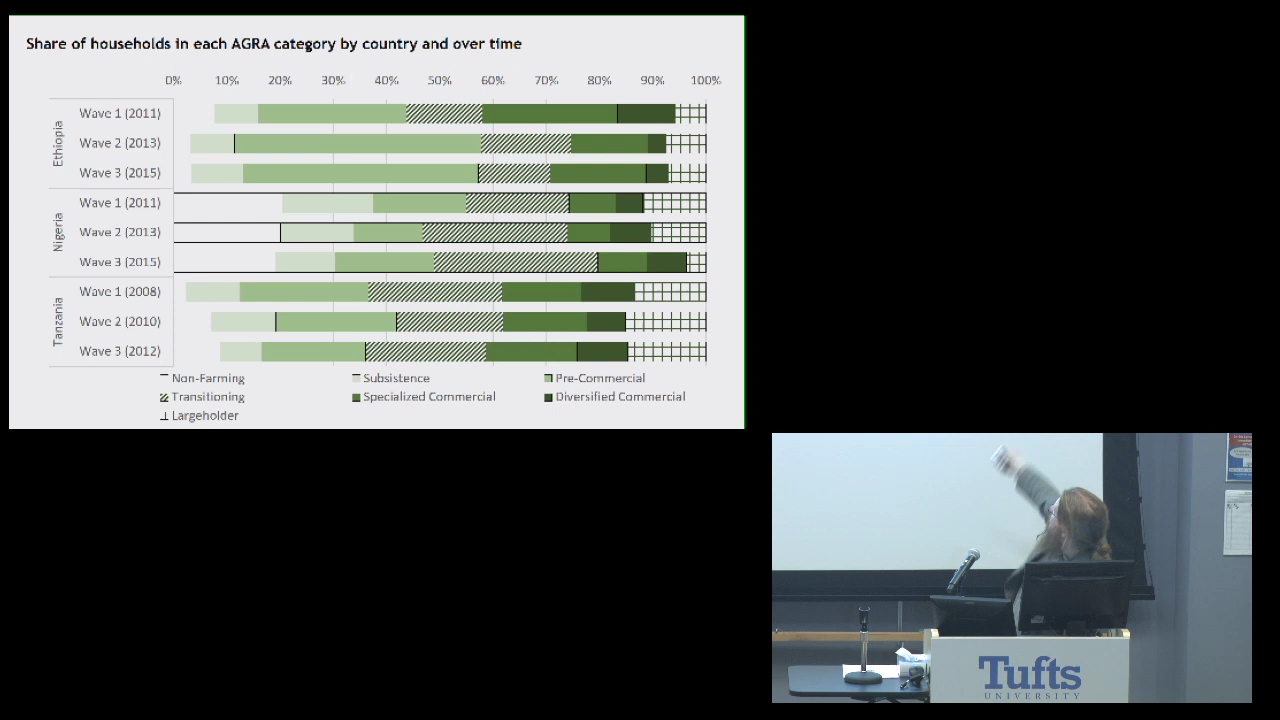 Share of households in each AGRA category by country and over time
0% 10% 20% 30% 40% 50% 60% 70% 80% 90% 100%
Ethiopia
Wave 1 (2011)
Wave 2 (2013)
Wave 3 (2015)
Nigeria
Wave 1 (2011)
Wave 2 (2013)
Wave 3 (2015)
Tanzania
Wave 1 (2008)
Wave 2 (2010)
Wave 3 (2012)
Non-Farming Subsistence Pre-Commercial
Transitioning Specialized Commercial Diversified Commercial
Largeholder
Tufts
UNIVERSITY